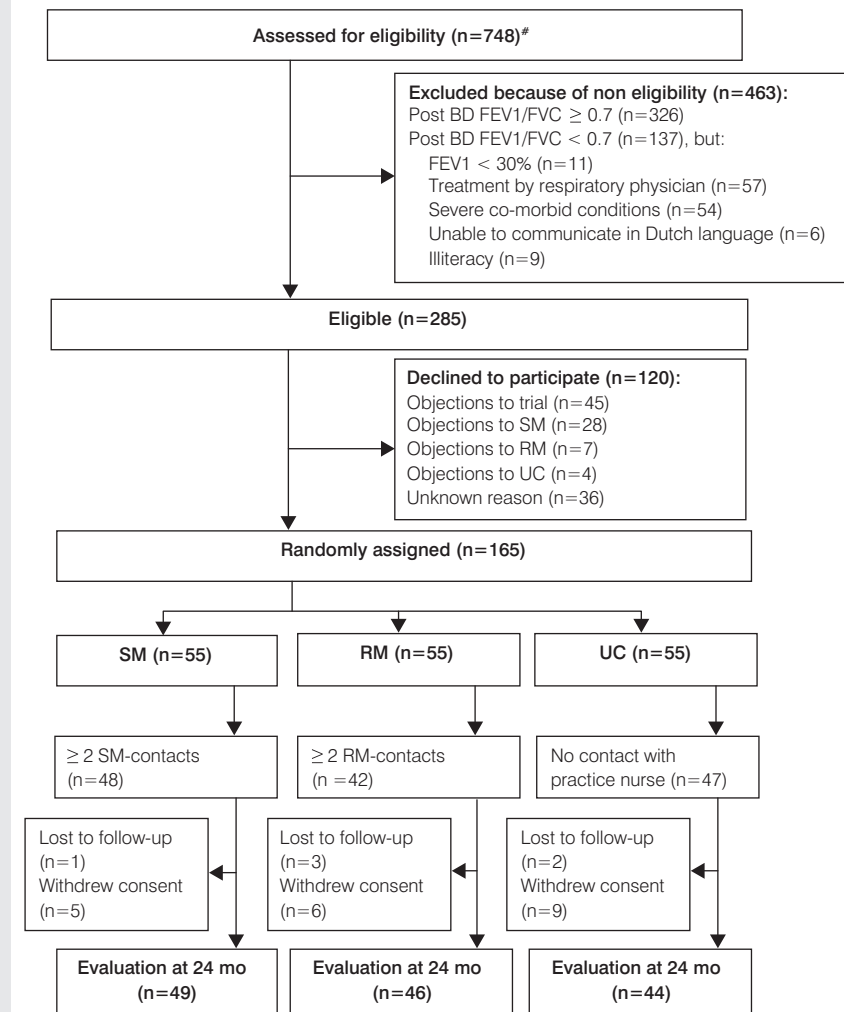 Assessed for eligibility (n=748)#
Excluded because of non eligibility (n=463):
Post BD FEV1/FVC ≥ 0.7 (n=326)
Post BD FEV1/FVC < 0.7 (n=137), but:
FEV1 < 30% (n=11)
Treatment by respiratory physician (n=57)
Severe co-morbid conditions (n=54)
Unable to communicate in Dutch language (n=6)
Illiteracy (n=9)
Eligible (n=285)
Declined to participate (n=120):
Objections to trial (n=45)
Objections to SM (n=28)
Objections to RM (n=7)
Objections to UC (n=4)
Unknown reason (n=36)
Randomly assigned (n=165)
SM (n=55)
RM (n=55)
UC (n=55)
≥ 2 SM-contacts
(n=48)
≥ 2 RM-contacts
(n =42)
No contact with
practice nurse (n=47)
Lost to follow-up
(n=1)
Withdrew consent
(n=5)
Lost to follow-up
(n=3)
Withdrew consent
(n=6)
Lost to follow-up
(n=2)
Withdrew consent
(n=9)
Evaluation at 24 mo
(n=49)
Evaluation at 24 mo
(n=46)
Evaluation at 24 mo
(n=44)